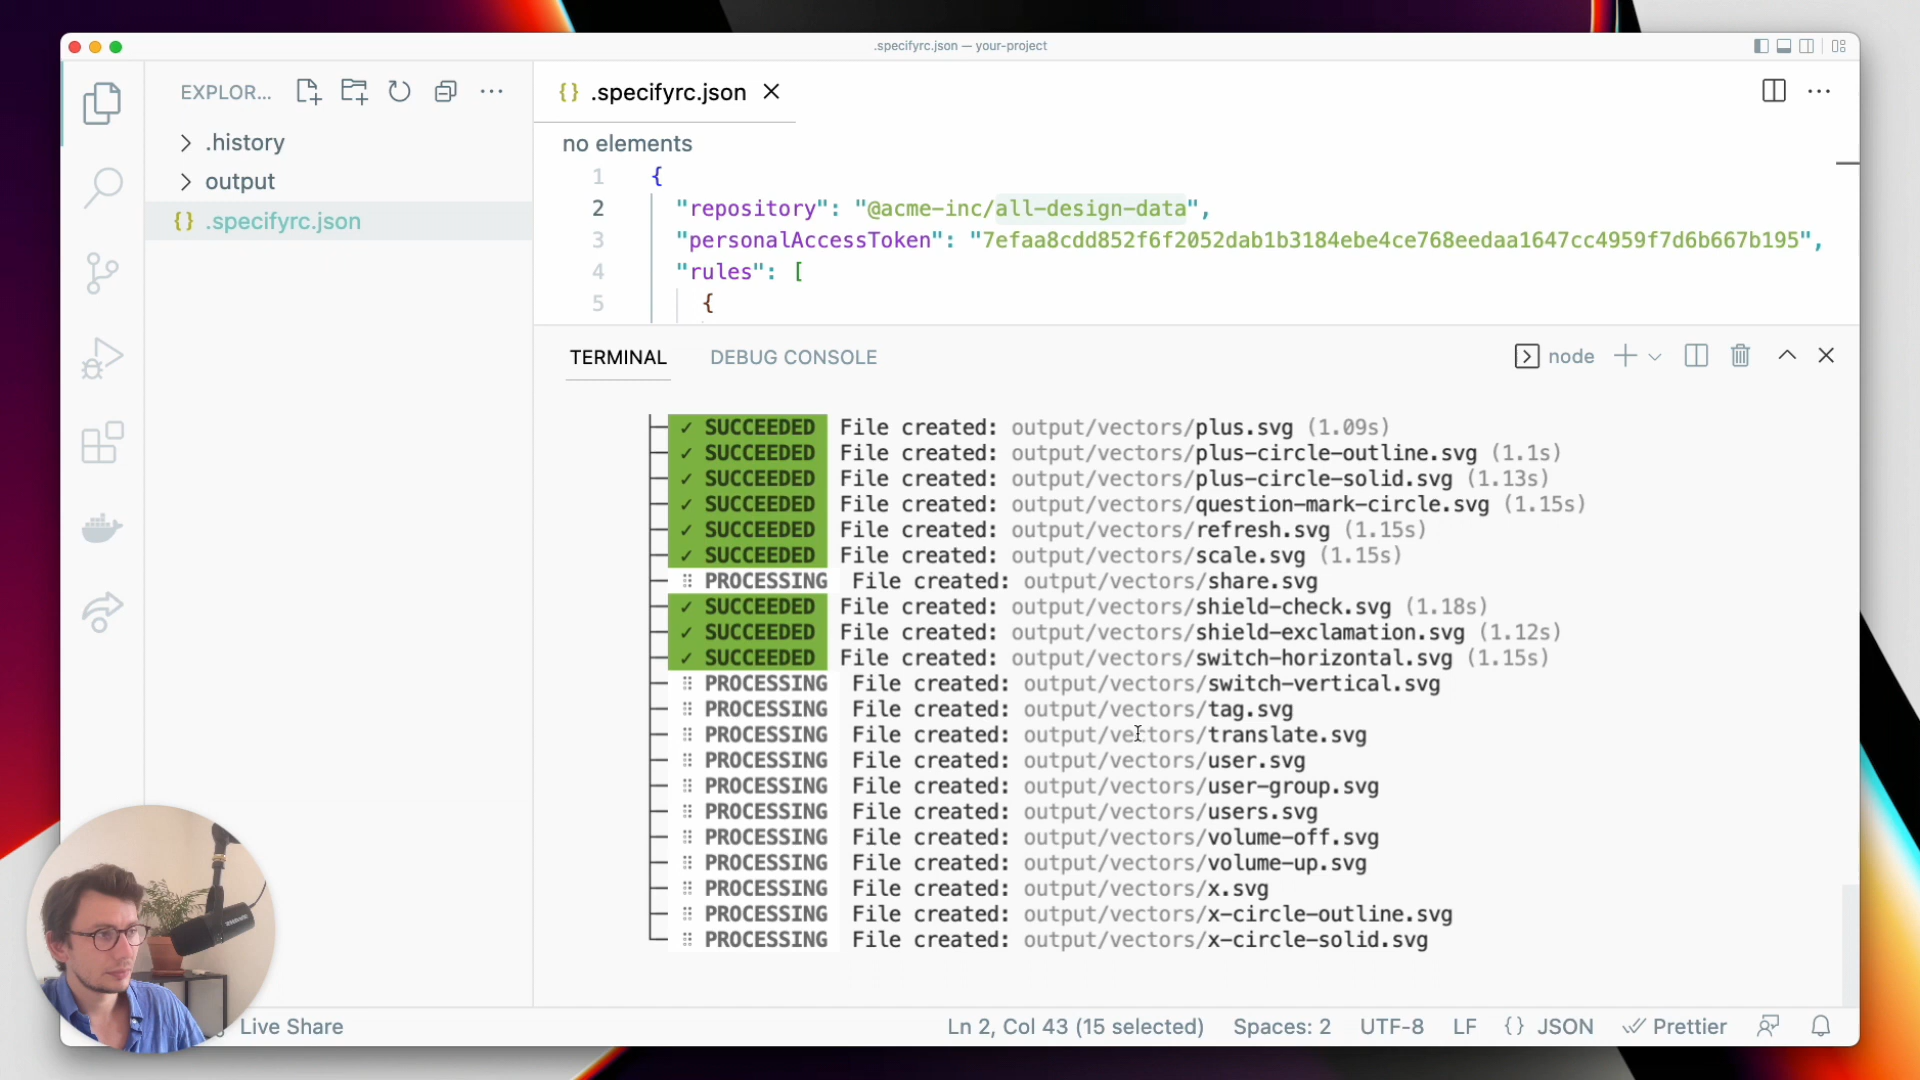 .specifyrc.json — your-project
EXPLOR...
.specifyrc.json
.history
output
.specifyrc.json
no elements
1 {
2 "repository": "@acme-inc/all-design-data",
3 "personalAccessToken": "7efaa8cdd852f6f2052dab1b3184ebe4ce768eedaa1647cc4959f7d6b667b195",
4 "rules": [
5 {
TERMINAL DEBUG CONSOLE node
✓ SUCCEEDED File created: output/vectors/plus.svg (1.09s)
✓ SUCCEEDED File created: output/vectors/plus-circle-outline.svg (1.1s)
✓ SUCCEEDED File created: output/vectors/plus-circle-solid.svg (1.13s)
✓ SUCCEEDED File created: output/vectors/question-mark-circle.svg (1.15s)
✓ SUCCEEDED File created: output/vectors/refresh.svg (1.15s)
✓ SUCCEEDED File created: output/vectors/scale.svg (1.15s)
⠿ PROCESSING File created: output/vectors/share.svg
✓ SUCCEEDED File created: output/vectors/shield-check.svg (1.18s)
✓ SUCCEEDED File created: output/vectors/shield-exclamation.svg (1.12s)
✓ SUCCEEDED File created: output/vectors/switch-horizontal.svg (1.15s)
⠿ PROCESSING File created: output/vectors/switch-vertical.svg
⠿ PROCESSING File created: output/vectors/tag.svg
⠿ PROCESSING File created: output/vectors/translate.svg
⠿ PROCESSING File created: output/vectors/user.svg
⠿ PROCESSING File created: output/vectors/user-group.svg
⠿ PROCESSING File created: output/vectors/users.svg
⠿ PROCESSING File created: output/vectors/volume-off.svg
⠿ PROCESSING File created: output/vectors/volume-up.svg
⠿ PROCESSING File created: output/vectors/x.svg
⠿ PROCESSING File created: output/vectors/x-circle-outline.svg
⠿ PROCESSING File created: output/vectors/x-circle-solid.svg
Live Share Ln 2, Col 43 (15 selected) Spaces: 2 UTF-8 LF {} JSON Prettier